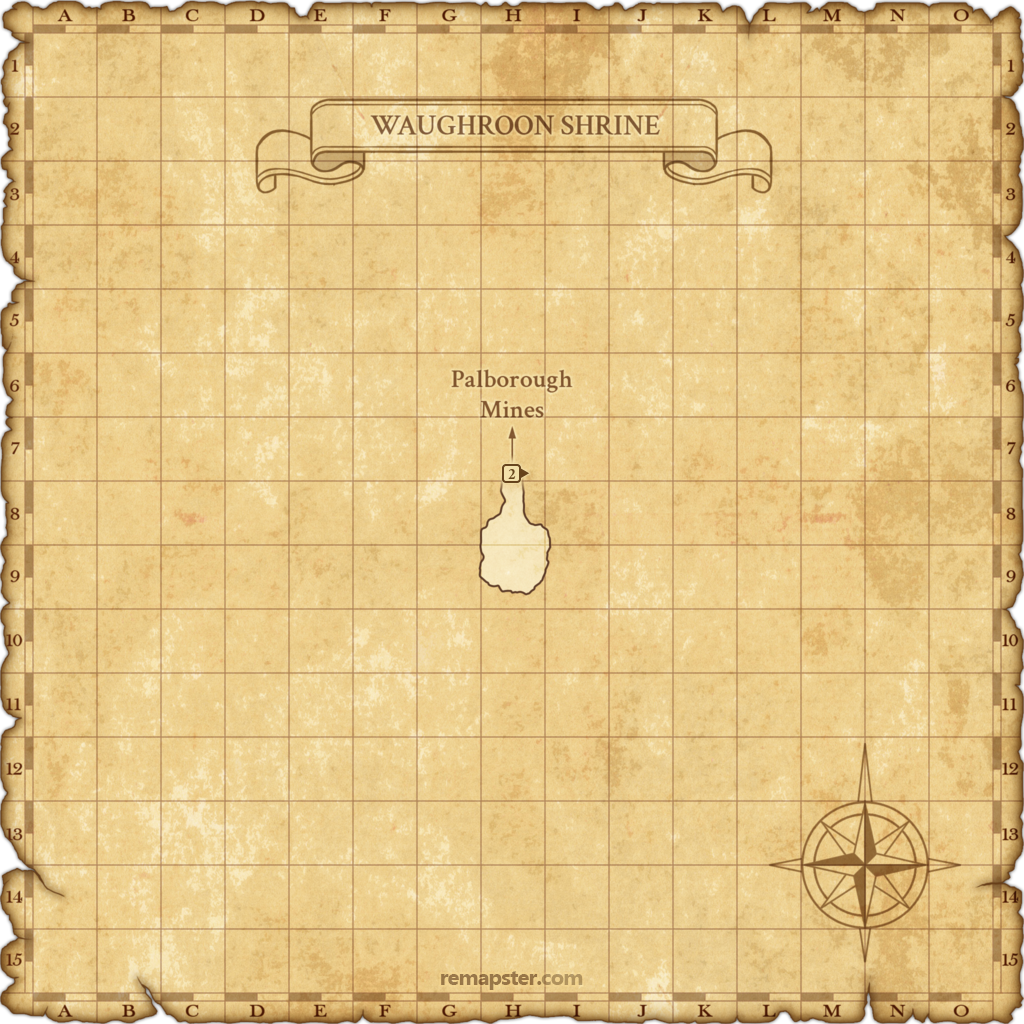 A B C D E F G H I J K L M N O
1 1
WAUGHROON SHRINE
2 2
3 3
4 4
5 5
Palborough
6 6
Mines
7 7
2
8 8
9 9
10 10
11 11
12 12
13 13
14 14
remapster.com
15 15
A B C D E F G H I J K L M N O